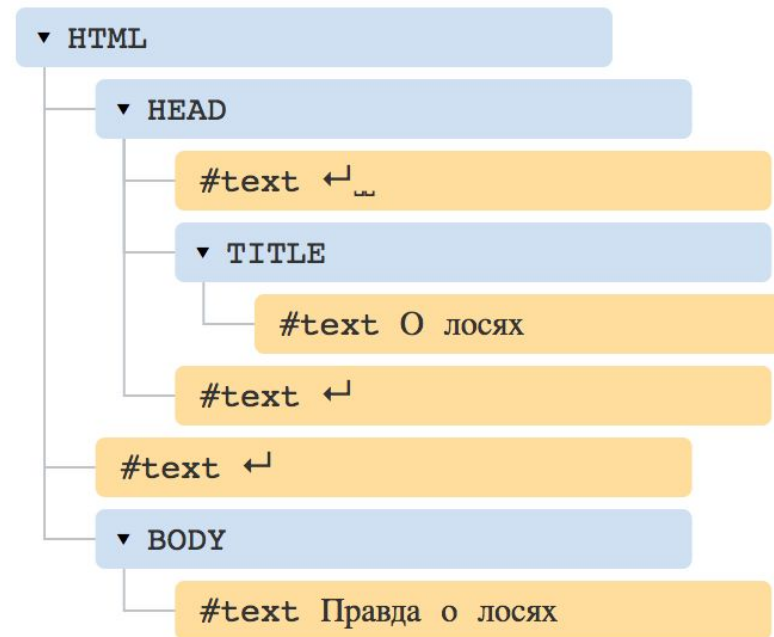 ▾ HTML
▾ HEAD
#text ↵␣␣
▾ TITLE
#text О лосях
#text ↵
#text ↵
▾ BODY
#text Правда о лосях